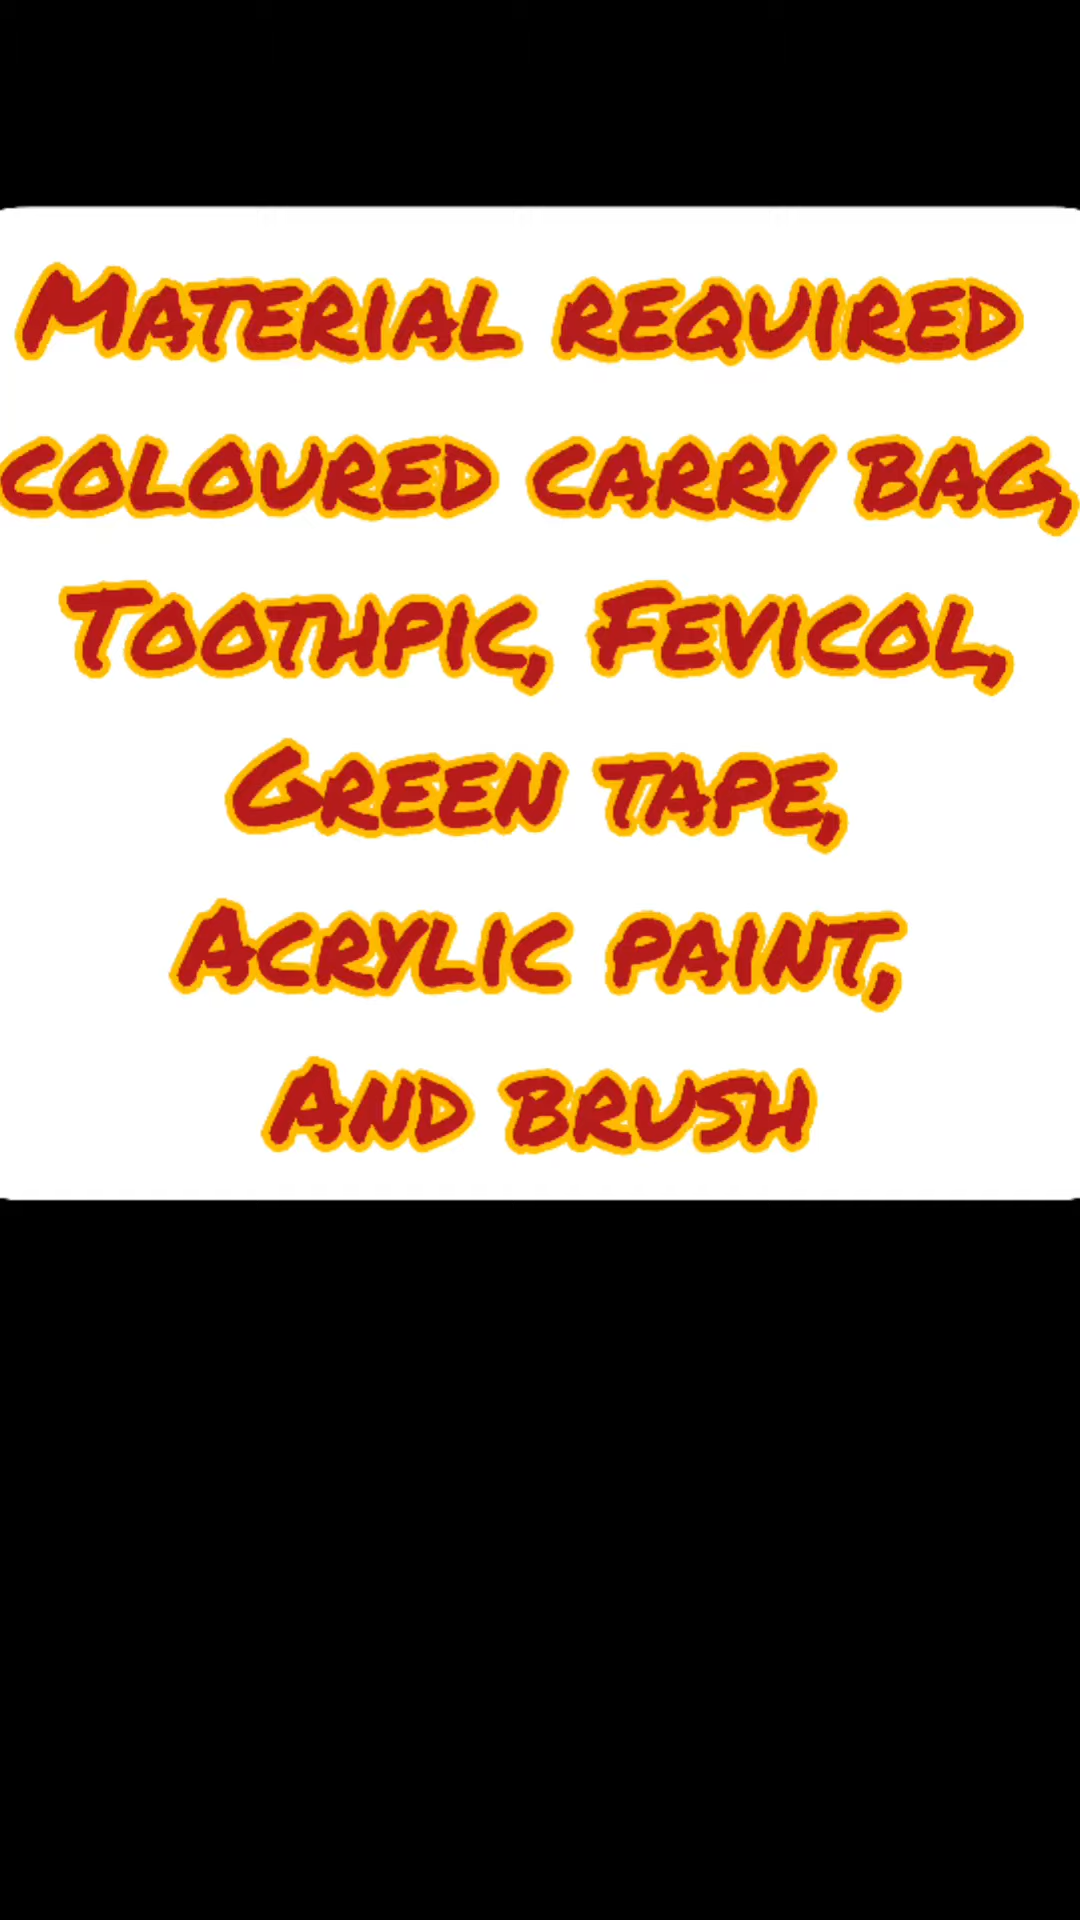 Material required
coloured carry bag,
Toothpic, Fevicol,
Green tape,
Acrylic paint,
And brush